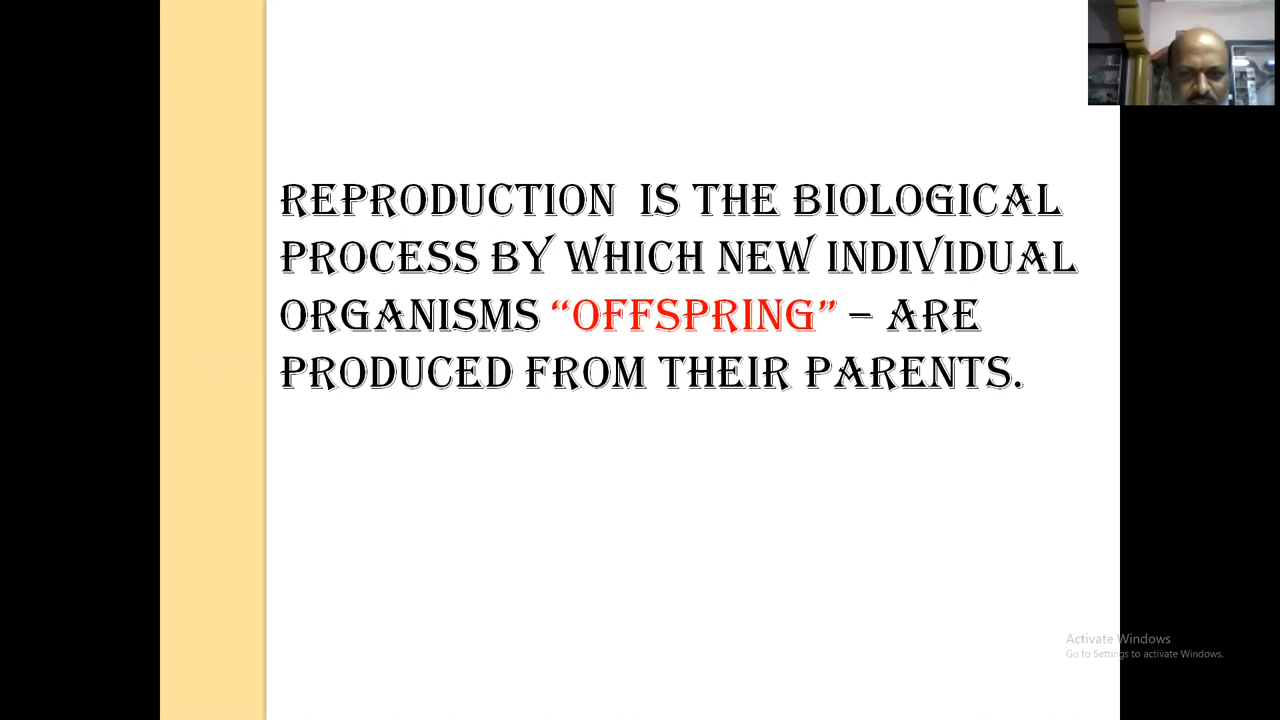 REPRODUCTION IS THE BIOLOGICAL
PROCESS BY WHICH NEW INDIVIDUAL
ORGANISMS “OFFSPRING” – ARE
PRODUCED FROM THEIR PARENTS.
Activate Windows
Go to Settings to activate Windows.